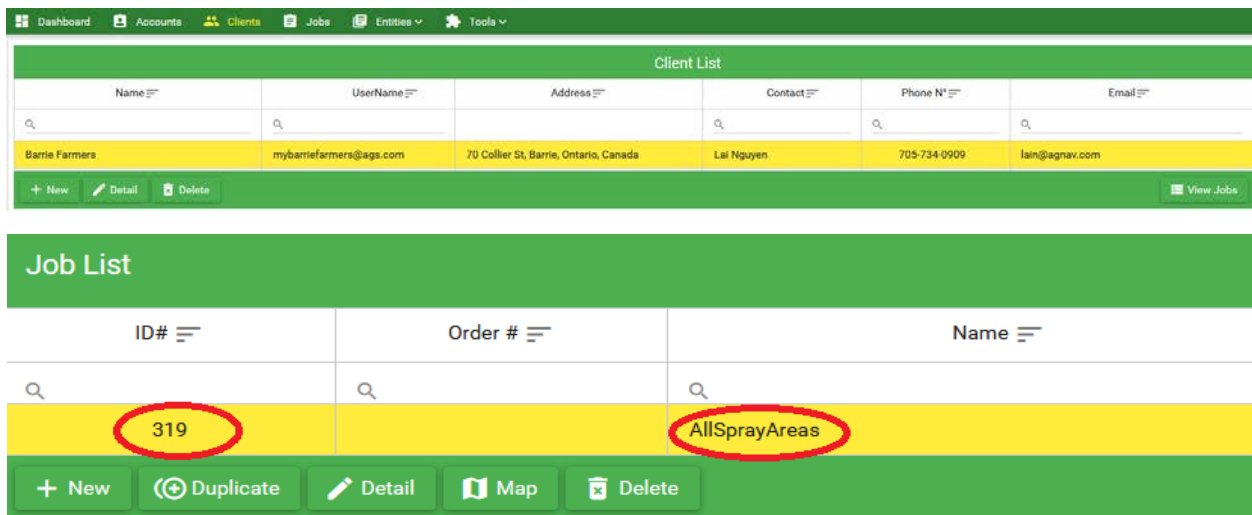 Dashboard Accounts Clients Jobs Entities Tools
Client List
Name UserName Address Contact Phone N° Email
Barrie Farmers mybarriefarmers@ags.com 70 Collier St, Barrie, Ontario, Canada Lai Nguyen 705-734-0909 lain@agnav.com
+ New Detail Delete View Jobs
Job List
ID# Order # Name
319 AllSprayAreas
+ New Duplicate Detail Map Delete